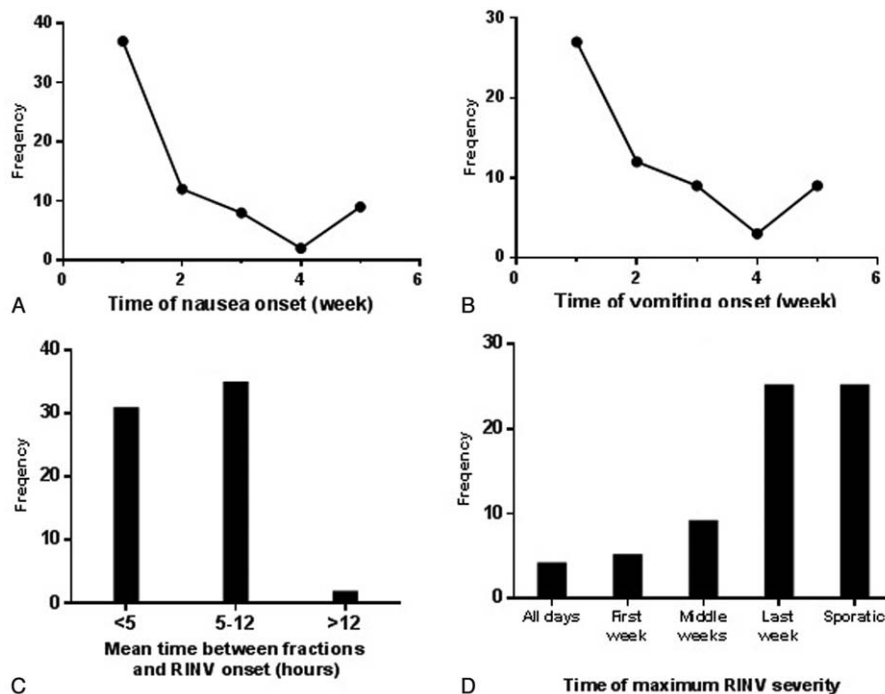 40
30
20
10
0
Freqency
0
2
4
6
Time of nausea onset (week)
A
30
20
10
0
Freqency
0
2
4
6
Time of vomiting onset (week)
B
40
30
20
10
0
Freqency
<5
5-12
>12
Mean time between fractions
and RINV onset (hours)
C
30
20
10
0
Freqency
All days
First
week
Middle
weeks
Last
week
Sporatic
Time of maximum RINV severity
D